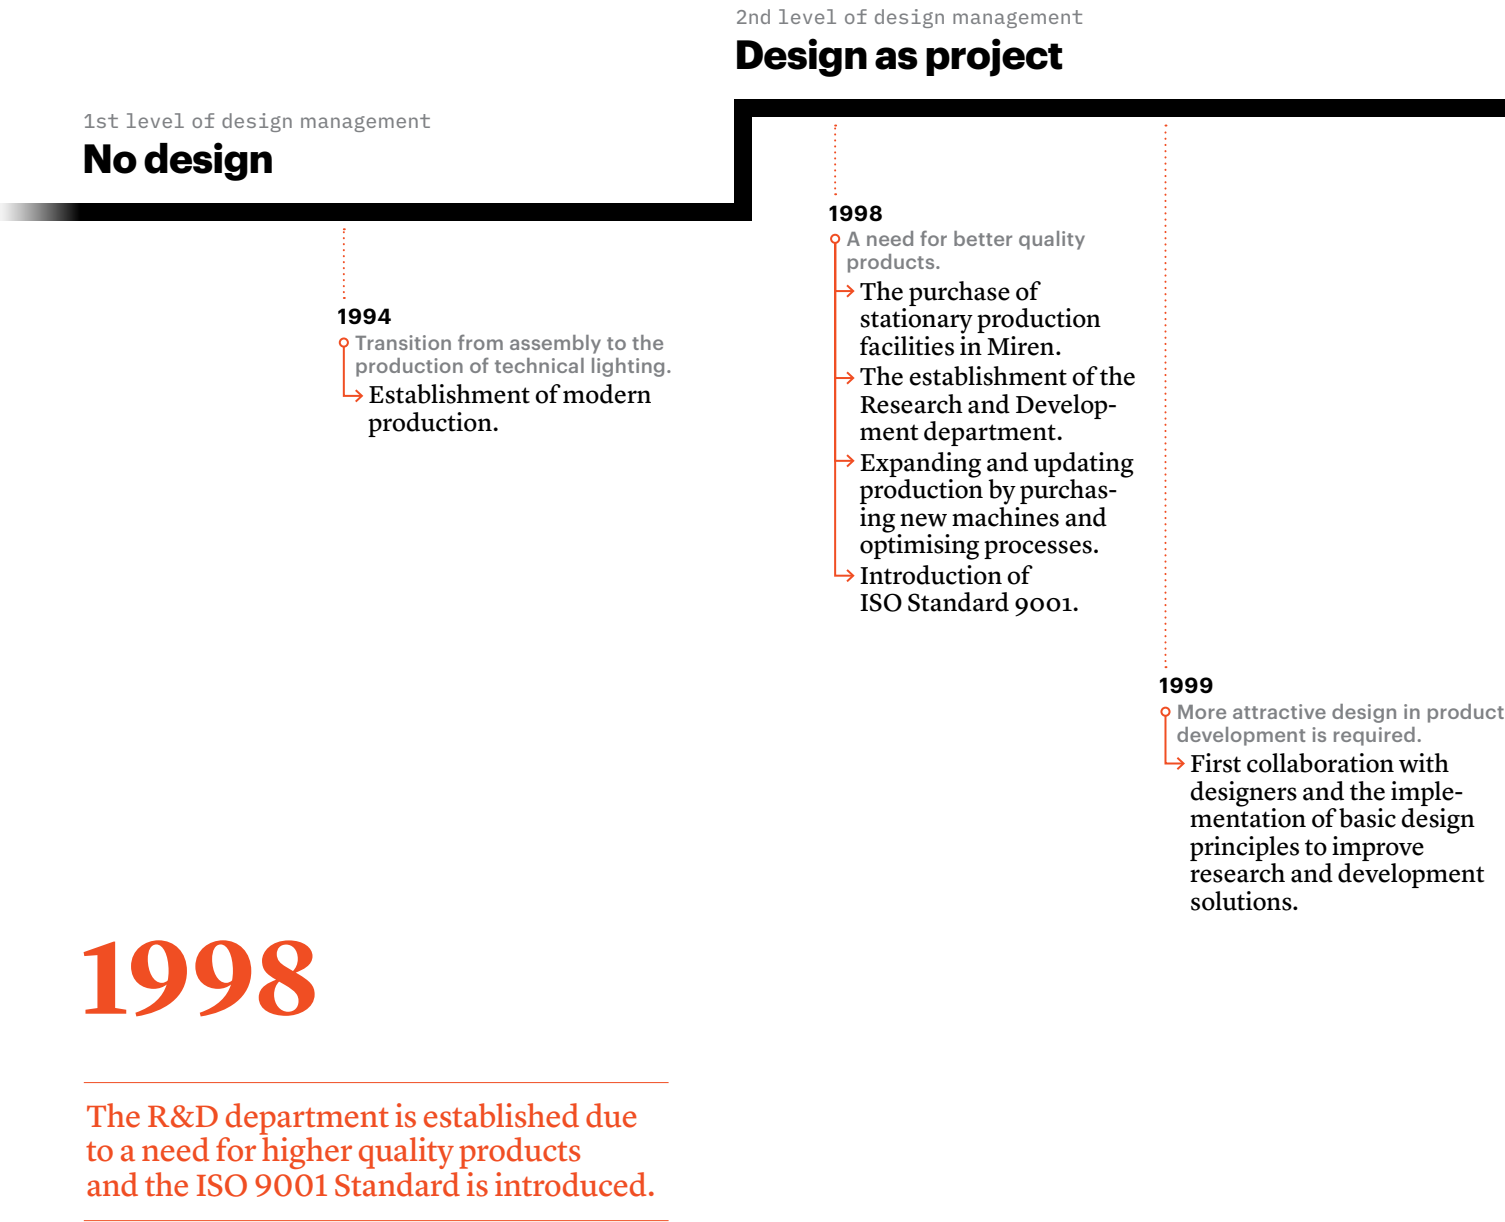 2nd level of design management
Design as project
1st level of design management
No design
1994
Transition from assembly to the
production of technical lighting.
Establishment of modern
production.
1998
A need for better quality
products.
The purchase of
stationary production
facilities in Miren.
The establishment of the
Research and Develop-
ment department.
Expanding and updating
production by purchas-
ing new machines and
optimising processes.
Introduction of
ISO Standard 9001.
1999
More attractive design in product
development is required.
First collaboration with
designers and the imple-
mentation of basic design
principles to improve
research and development
solutions.
1998
The R&D department is established due
to a need for higher quality products
and the ISO 9001 Standard is introduced.